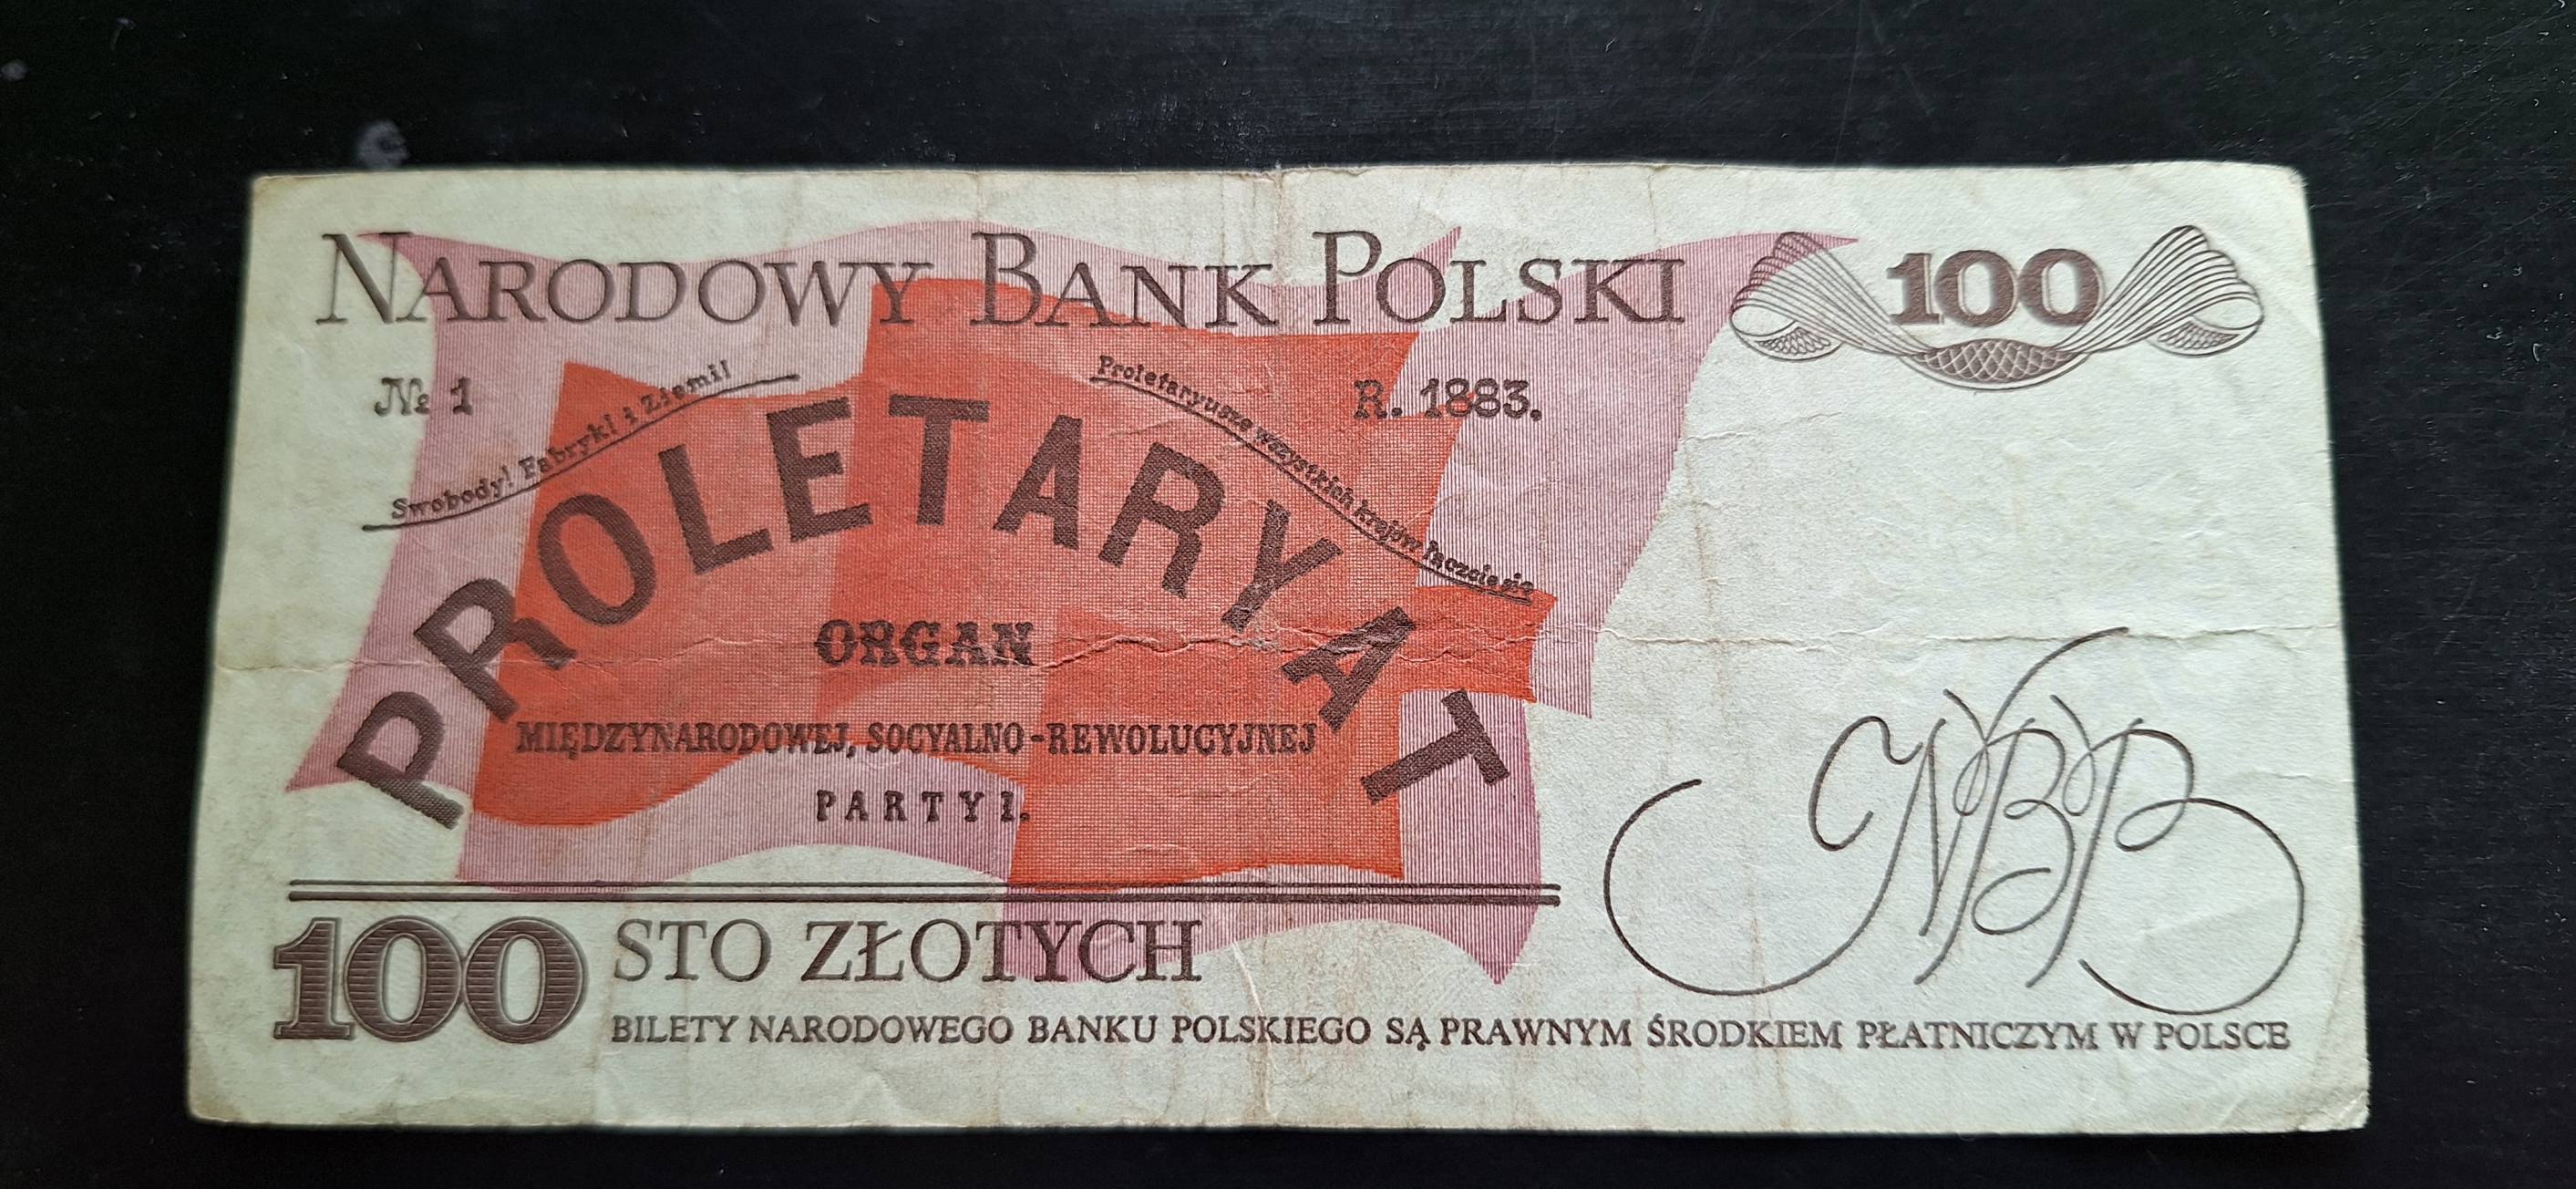 NARODOWY BANK POLSKI 100
№ 1 R. 1883.
Swobody! Fabryki i Ziemi!
Proletaryusze wszystkich krajów łączcie się
PROLETARYAT
ORGAN
MIĘDZYNARODOWEJ, SOCYALNO-REWOLUCYJNEJ
PARTYI.
NBP
100 STO ZŁOTYCH
BILETY NARODOWEGO BANKU POLSKIEGO SĄ PRAWNYM ŚRODKIEM PŁATNICZYM W POLSCE